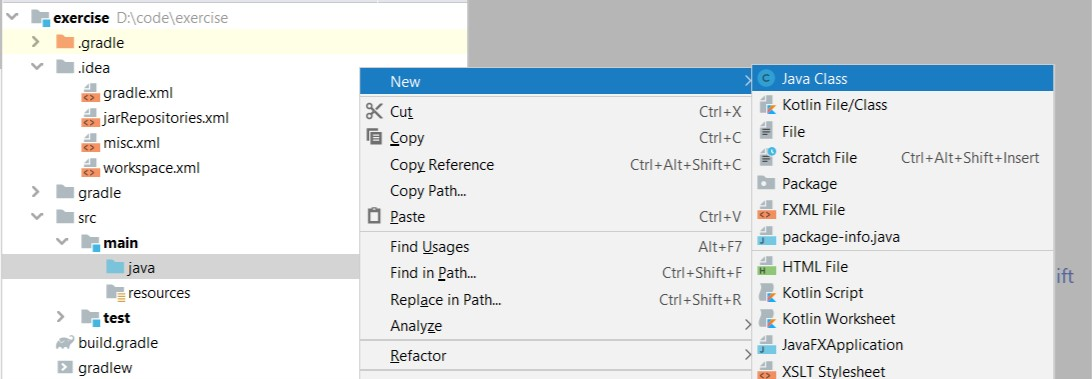 exercise D:\code\exercise
.gradle
.idea
gradle.xml
jarRepositories.xml
misc.xml
workspace.xml
gradle
src
main
java
resources
test
build.gradle
gradlew
New
Cut Ctrl+X
Copy Ctrl+C
Copy Reference Ctrl+Alt+Shift+C
Copy Path...
Paste Ctrl+V
Find Usages Alt+F7
Find in Path... Ctrl+Shift+F
Replace in Path... Ctrl+Shift+R
Analyze
Refactor
Java Class
Kotlin File/Class
File
Scratch File Ctrl+Alt+Shift+Insert
Package
FXML File
package-info.java
HTML File
Kotlin Script
Kotlin Worksheet
JavaFXApplication
XSLT Stylesheet
ift